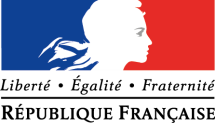 Liberté • Égalité • Fraternité
RÉPUBLIQUE FRANÇAISE